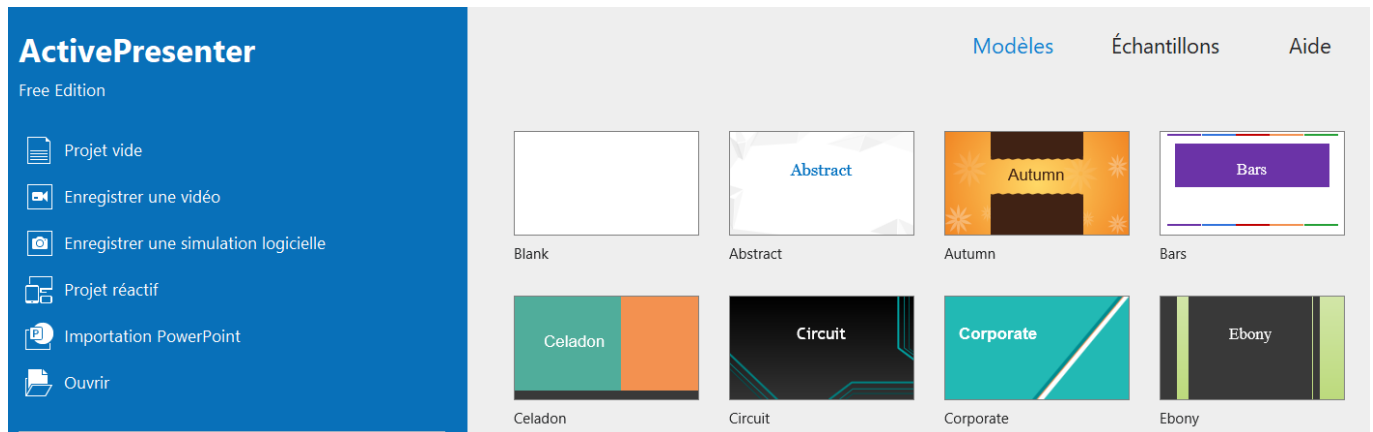 ActivePresenter
Free Edition
Projet vide
Enregistrer une vidéo
Enregistrer une simulation logicielle
Projet réactif
Importation PowerPoint
Ouvrir
Modèles Échantillons Aide
Abstract Autumn Bars
Blank Abstract Autumn Bars
Celadon Circuit Corporate Ebony
Celadon Circuit Corporate Ebony